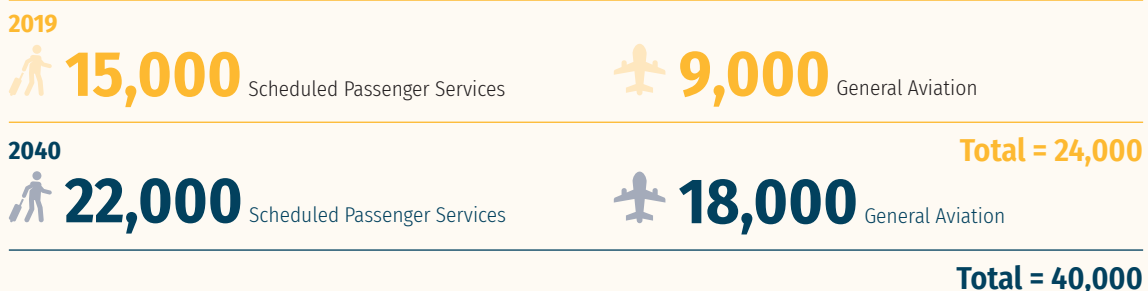 2019
15,000 Scheduled Passenger Services 9,000 General Aviation
Total = 24,000
2040
22,000 Scheduled Passenger Services 18,000 General Aviation
Total = 40,000